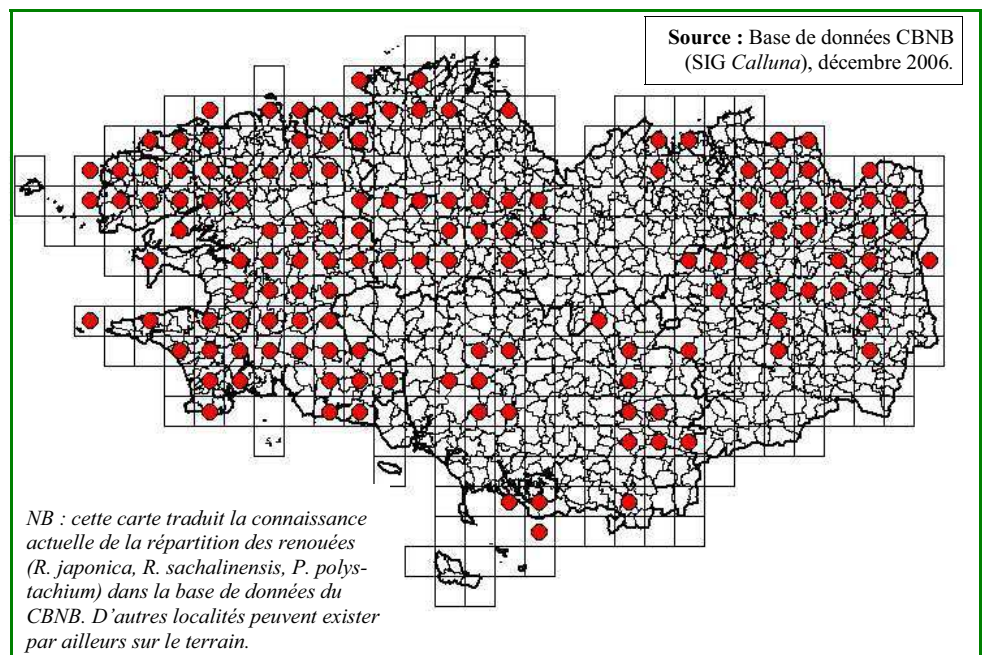 Source : Base de données CBNB
(SIG Calluna), décembre 2006.
NB : cette carte traduit la connaissance
actuelle de la répartition des renouées
(R. japonica, R. sachalinensis, P. polys-
tachium) dans la base de données du
CBNB. D’autres localités peuvent exister
par ailleurs sur le terrain.